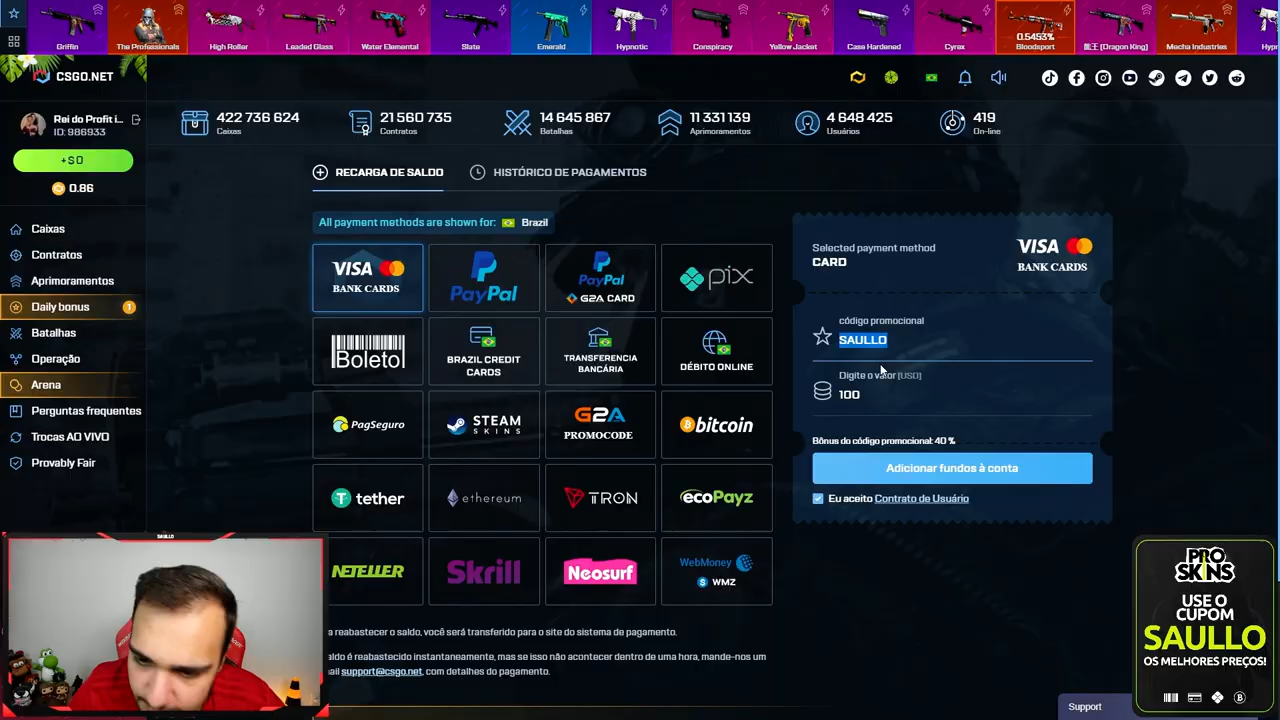 Griffin
The Professionals
High Roller
Leaded Glass
Water Elemental
Slate
Emerald
Hypnotic
Conspiracy
Yellow Jacket
Case Hardened
Cyrex
0.5453%
Bloodsport
龍王 (Dragon King)
Mecha Industries
CSGO.NET
Rei do Profit i...
ID: 986933
+$0
0.86
422 736 624
Caixas
21 560 735
Contratos
14 645 867
Batalhas
11 331 139
Aprimoramentos
4 648 425
Usuários
419
On-line
Caixas
Contratos
Aprimoramentos
Daily bonus
1
Batalhas
Operação
Arena
Perguntas frequentes
Trocas AO VIVO
Provably Fair
RECARGA DE SALDO
HISTÓRICO DE PAGAMENTOS
All payment methods are shown for: Brazil
VISA
BANK CARDS
PayPal
PayPal
G2A CARD
pix
Boleto
BRAZIL CREDIT
CARDS
TRANSFERENCIA
BANCÁRIA
DÉBITO ONLINE
PagSeguro
STEAM
SKINS
G2A
PROMOCODE
bitcoin
tether
ethereum
TRON
ecoPayz
NETELLER
Skrill
Neosurf
WebMoney
WMZ
a reabastecer o saldo, você será transferido para o site do sistema de pagamento.
aldo é reabastecido instantaneamente, mas se isso não acontecer dentro de uma hora, mande-nos um
ail support@csgo.net, com detalhes do pagamento.
Selected payment method
CARD
VISA
BANK CARDS
código promocional
SAULLO
Digite o valor [USD]
100
Bônus do código promocional: 40 %
Adicionar fundos à conta
Eu aceito Contrato de Usuário
SAULLO
PRO
SKINS
USE O
CUPOM
SAULLO
OS MELHORES PREÇOS!
Support